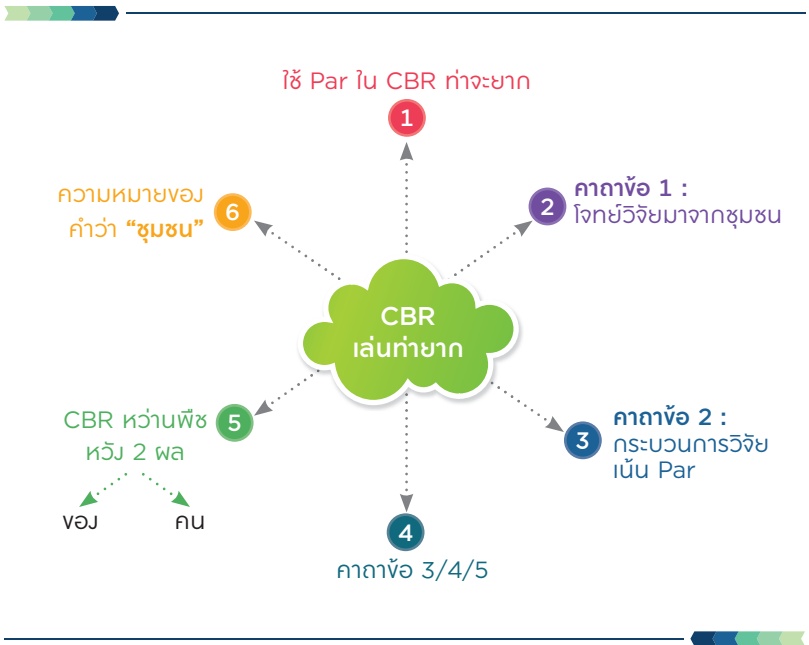 ใช้ Par ใน CBR ท่าจะยาก
1
2
คาถาข้อ 1 :
โจทย์วิจัยมาจากชุมชน
ความหมายของ
คำว่า “ชุมชน”
6
CBR
เล่นท่ายาก
3
คาถาข้อ 2 :
กระบวนการวิจัย
เน้น Par
CBR หว่านพืช
หวัง 2 ผล
5
ของ
คน
4
คาถาข้อ 3/4/5